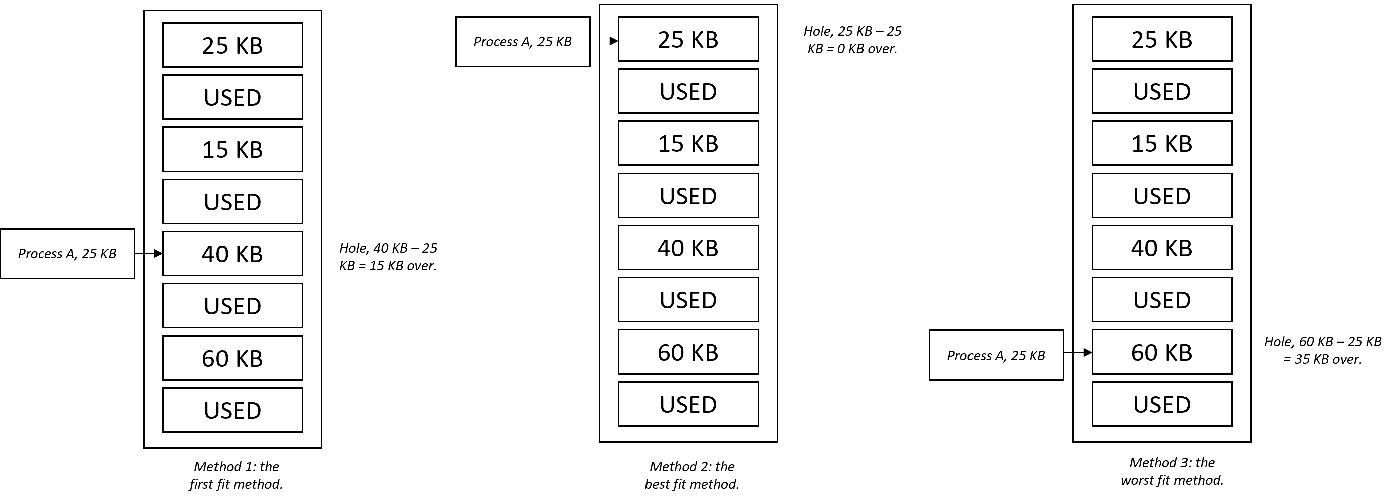 25 KB
USED
15 KB
USED
Process A, 25 KB
40 KB
Hole, 40 KB – 25
KB = 15 KB over.
USED
60 KB
USED
Method 1: the
first fit method.
Process A, 25 KB
25 KB
Hole, 25 KB – 25
KB = 0 KB over.
USED
15 KB
USED
40 KB
USED
60 KB
USED
Method 2: the
best fit method.
25 KB
USED
15 KB
USED
40 KB
USED
Process A, 25 KB
60 KB
Hole, 60 KB – 25 KB
= 35 KB over.
USED
Method 3: the
worst fit method.